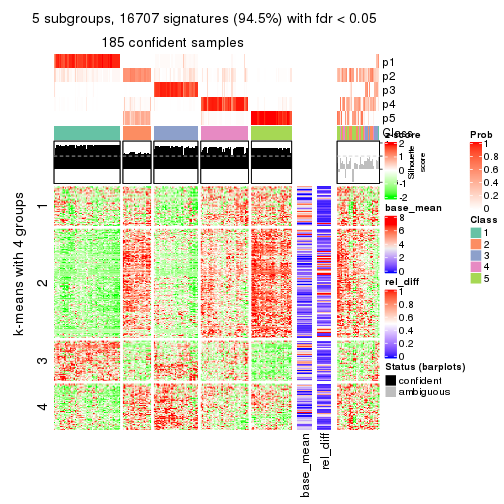 5 subgroups, 16707 signatures (94.5%) with fdr < 0.05
185 confident samples
p1
p2
p3
p4
p5
Class
z-score
2
1
0
-1
-2
Silhouette
score
Prob
1
0.8
0.6
0.4
0.2
0
Class
1
2
3
4
5
base_mean
8
6
4
2
0
rel_diff
1
0.8
0.6
0.4
0.2
0
Status (barplots)
confident
ambiguous
k-means with 4 groups
1
2
3
4
base_mean
rel_diff